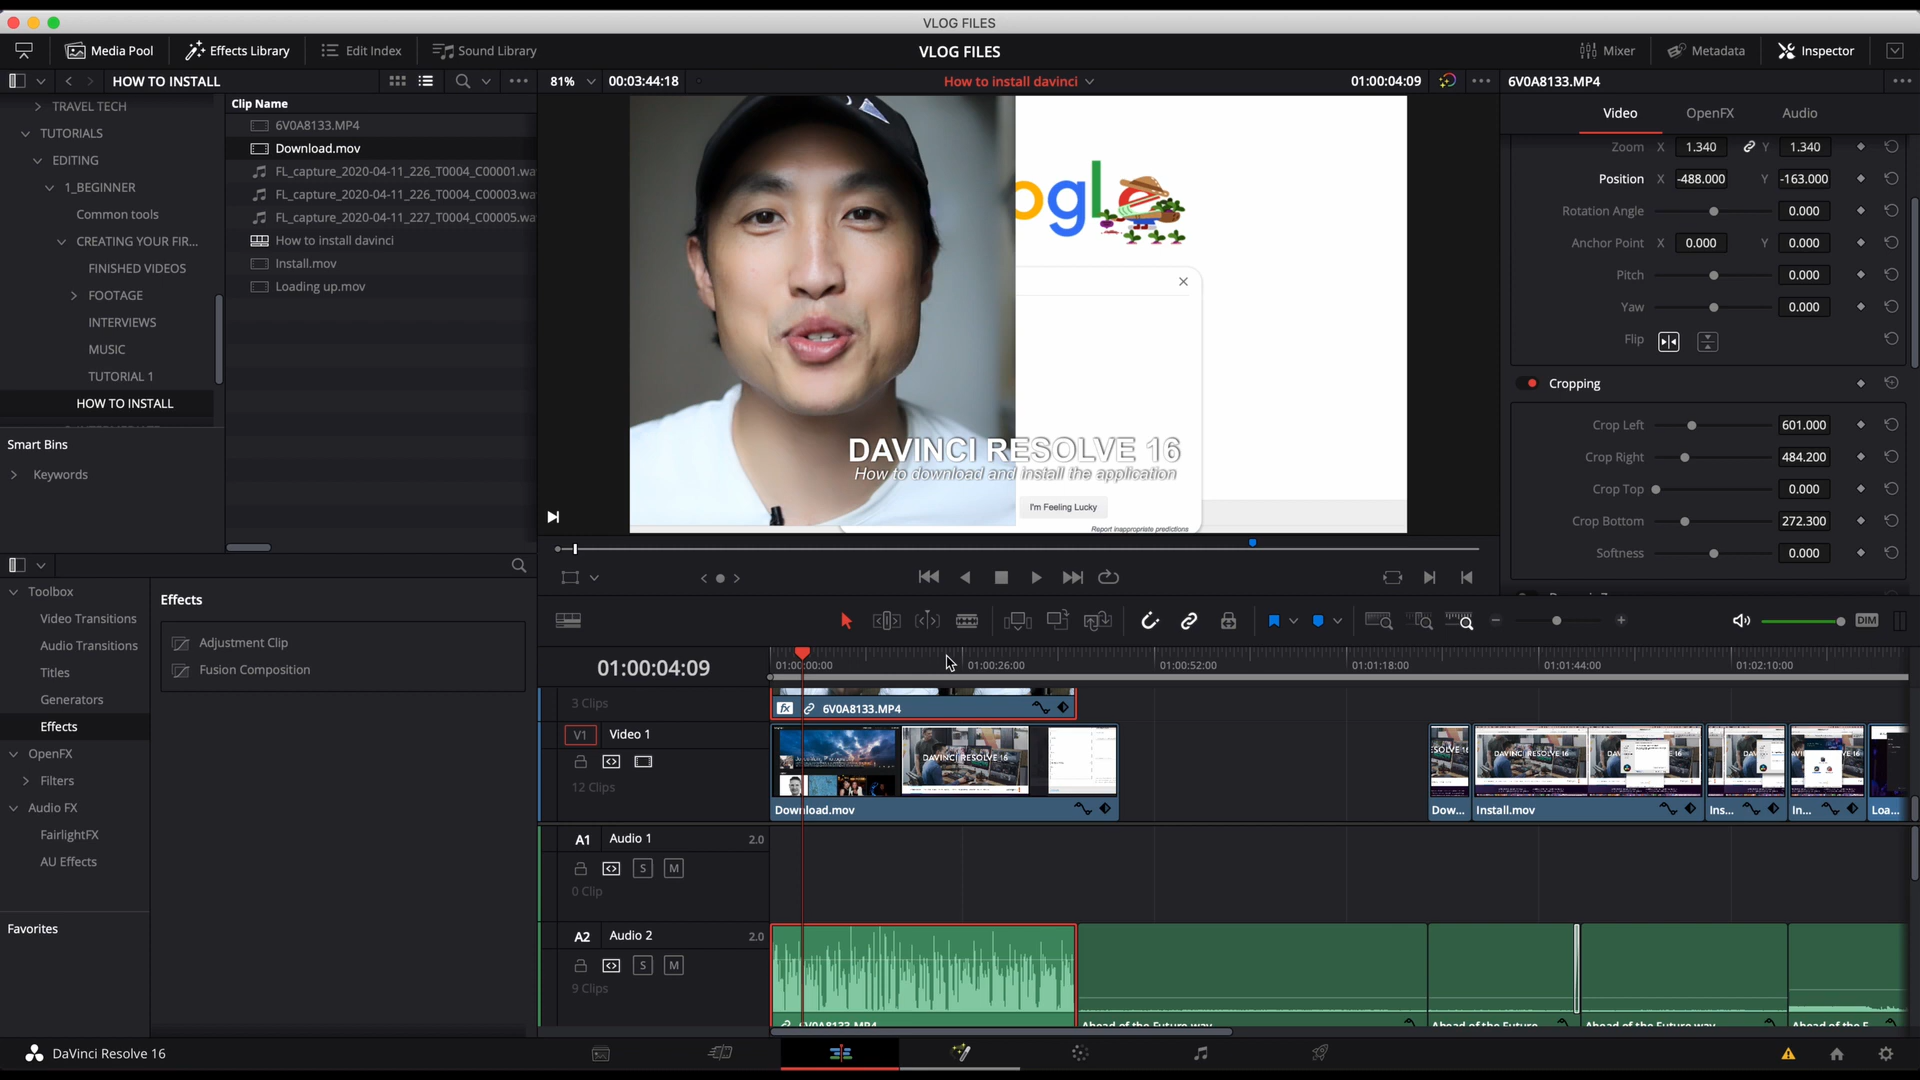 VLOG FILES
Media Pool
Effects Library
Edit Index
Sound Library
VLOG FILES
Mixer
Metadata
Inspector
HOW TO INSTALL
81%
00:03:44:18
How to install davinci
01:00:04:09
6V0A8133.MP4
TRAVEL TECH
TUTORIALS
EDITING
1_BEGINNER
Common tools
CREATING YOUR FIR...
FINISHED VIDEOS
FOOTAGE
INTERVIEWS
MUSIC
TUTORIAL 1
HOW TO INSTALL
Smart Bins
Keywords
Clip Name
6V0A8133.MP4
Download.mov
FL_capture_2020-04-11_226_T0004_C00001.wa
FL_capture_2020-04-11_226_T0004_C00003.wa
FL_capture_2020-04-11_227_T0004_C00005.wa
How to install davinci
Install.mov
Loading up.mov
ogl
DAVINCI RESOLVE 16
How to download and install the application
I'm Feeling Lucky
Report inappropriate predictions
Video
OpenFX
Audio
Zoom X 1.340 Y 1.340
Position X -488.000 Y -163.000
Rotation Angle 0.000
Anchor Point X 0.000 Y 0.000
Pitch 0.000
Yaw 0.000
Flip
Cropping
Crop Left 601.000
Crop Right 484.200
Crop Top 0.000
Crop Bottom 272.300
Softness 0.000
Toolbox
Video Transitions
Audio Transitions
Titles
Generators
Effects
OpenFX
Filters
Audio FX
FairlightFX
AU Effects
Favorites
Effects
Adjustment Clip
Fusion Composition
DIM
01:00:04:09
01:00:00:00
01:00:26:00
01:00:52:00
01:01:18:00
01:01:44:00
01:02:10:00
3 Clips
fx 6V0A8133.MP4
V1 Video 1
12 Clips
DAVINCI RESOLVE 16
Download.mov
Dow...
Install.mov
Ins...
In...
Loa...
A1 Audio 1 2.0
S M
0 Clip
A2 Audio 2 2.0
S M
9 Clips
6V0A8133.MP4
Ahead of the Future.wav
Ahead of the Future...
Ahead of the Future.wav
Ahead of the F...
DaVinci Resolve 16